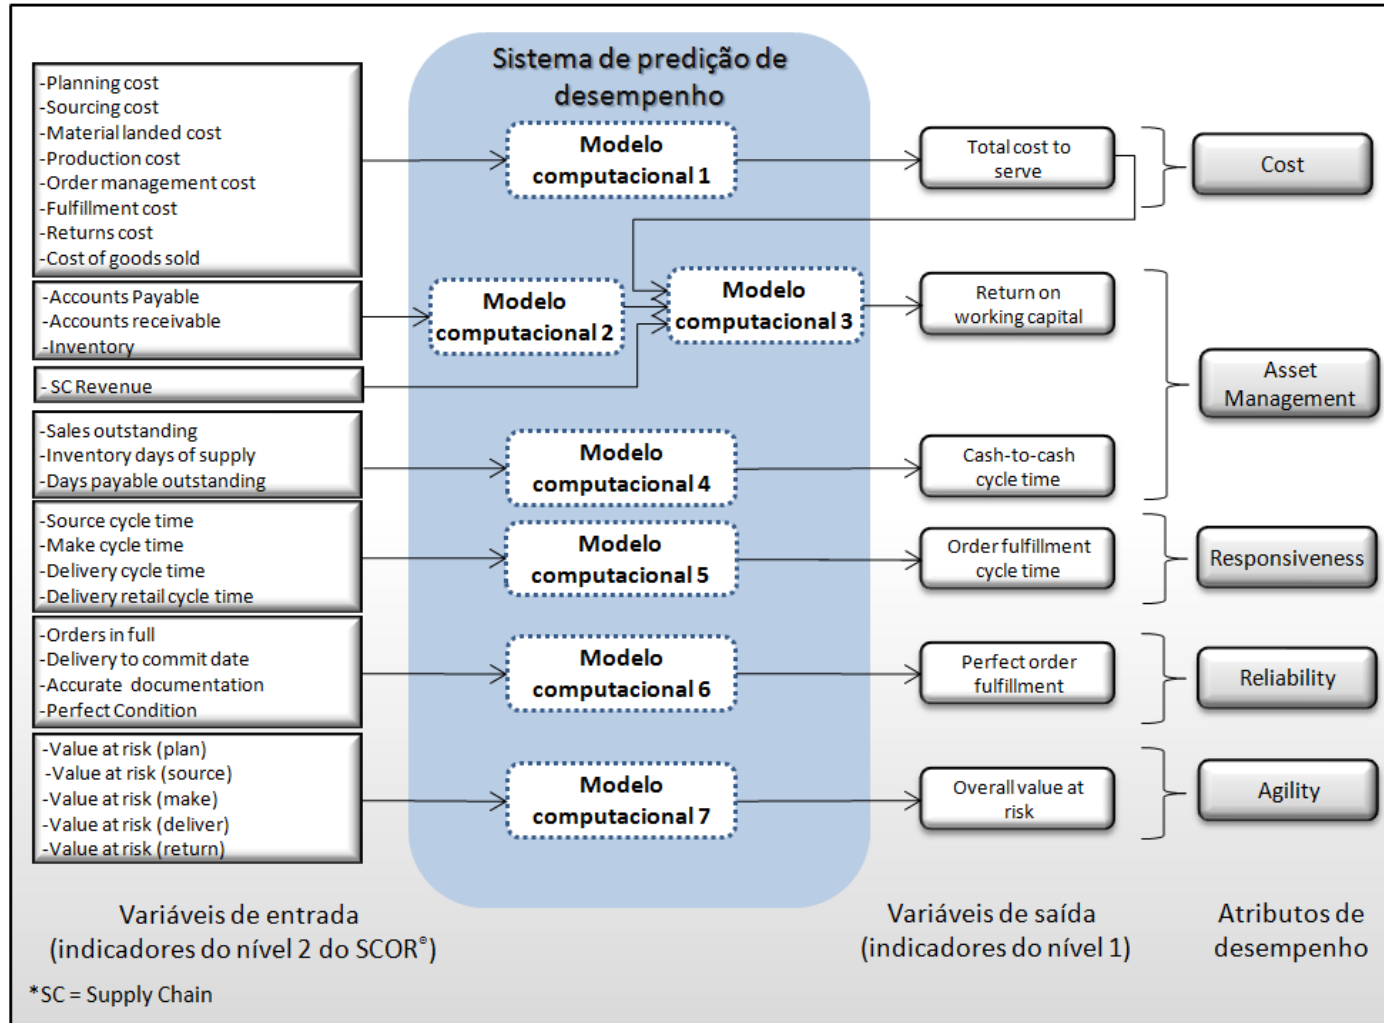 Sistema de predição de
desempenho
-Planning cost
-Sourcing cost
-Material landed cost
-Production cost
-Order management cost
-Fulfillment cost
-Returns cost
-Cost of goods sold
Modelo
computacional 1
Total cost to
serve
Cost
-Accounts Payable
-Accounts receivable
-Inventory
Modelo
computacional 2
Modelo
computacional 3
Return on
working capital
- SC Revenue
Asset
Management
-Sales outstanding
-Inventory days of supply
-Days payable outstanding
Modelo
computacional 4
Cash-to-cash
cycle time
-Source cycle time
-Make cycle time
-Delivery cycle time
-Delivery retail cycle time
Modelo
computacional 5
Order fulfillment
cycle time
Responsiveness
-Orders in full
-Delivery to commit date
-Accurate documentation
-Perfect Condition
Modelo
computacional 6
Perfect order
fulfillment
Reliability
-Value at risk (plan)
-Value at risk (source)
-Value at risk (make)
-Value at risk (deliver)
-Value at risk (return)
Modelo
computacional 7
Overall value at
risk
Agility
Variáveis de entrada
(indicadores do nível 2 do SCOR®)
Variáveis de saída
(indicadores do nível 1)
Atributos de
desempenho
*SC = Supply Chain